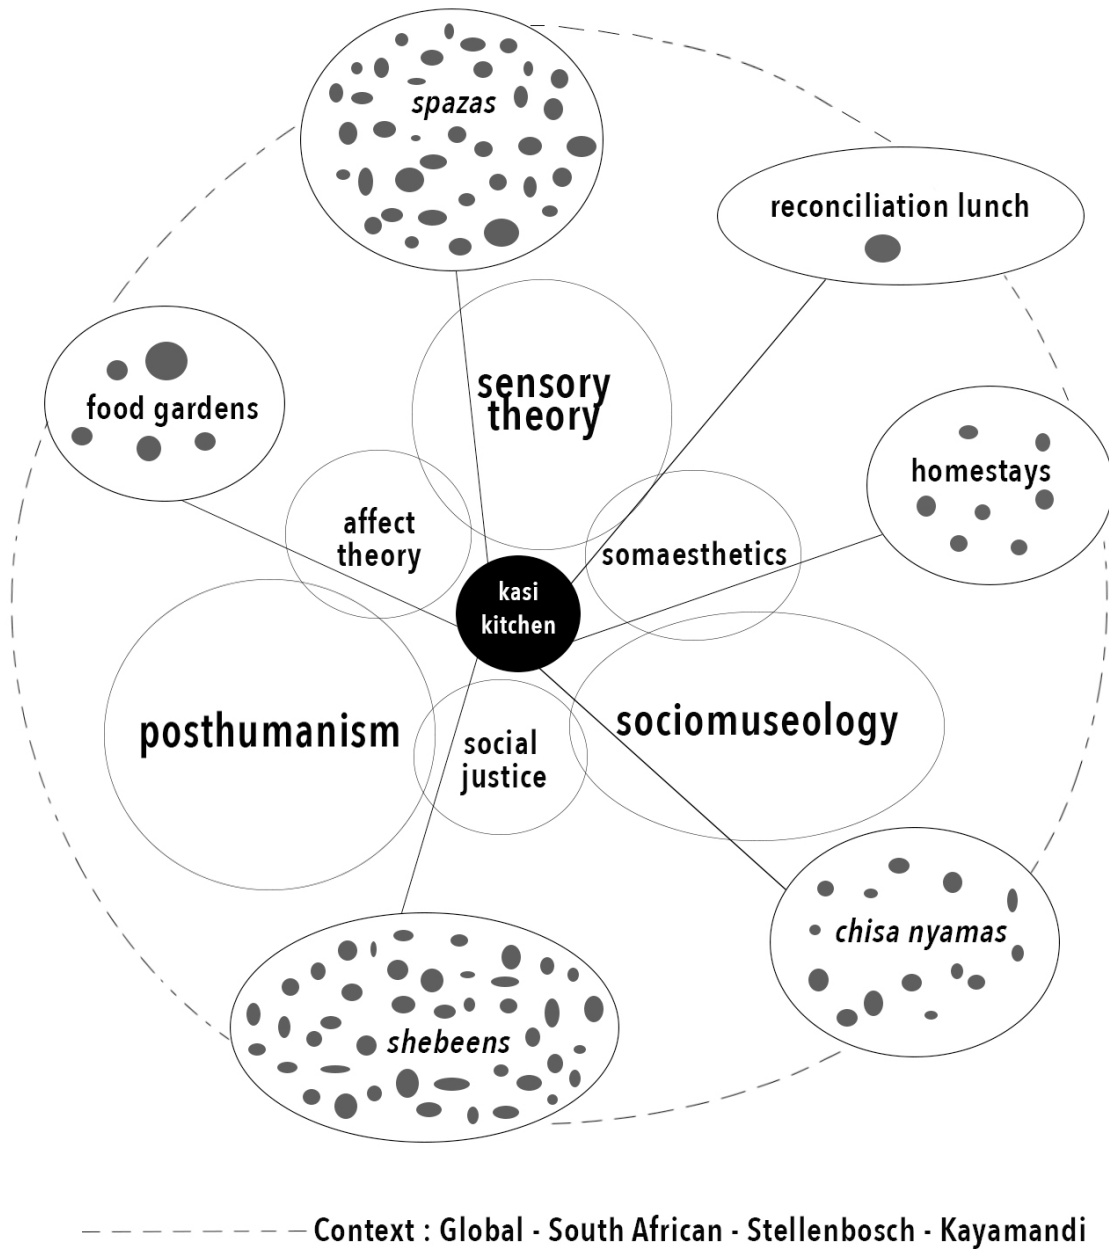 spazas
reconciliation lunch
sensory
theory
food gardens
homestays
affect
theory
somaesthetics
kasi
kitchen
posthumanism
social
justice
sociomuseology
chisa nyamas
shebeens
Context : Global - South African - Stellenbosch - Kayamandi